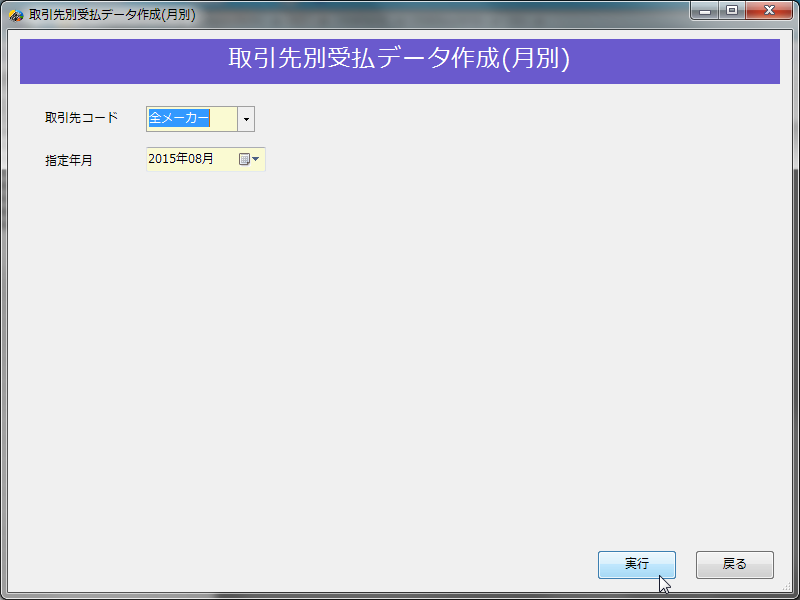 取引先別受払データ作成(月別)
取引先別受払データ作成(月別)
取引先コード 全メーカー
指定年月 2015年08月
実行 戻る